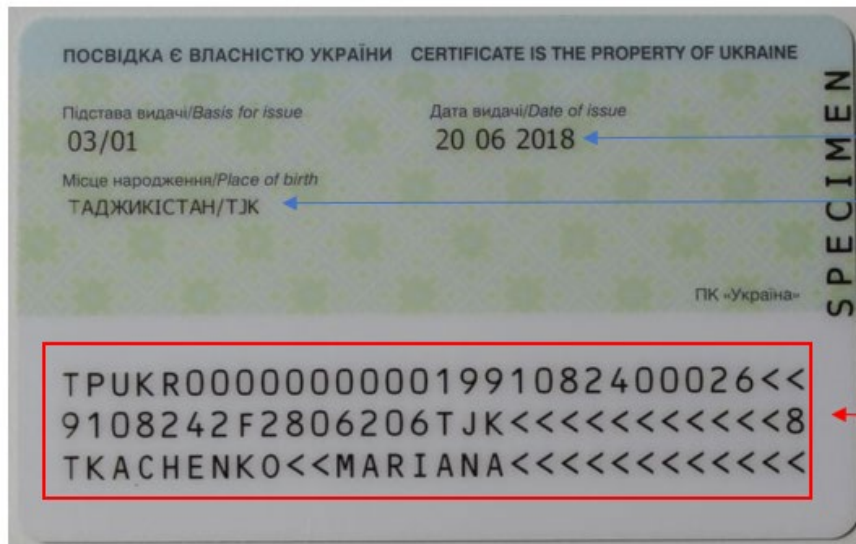 ПОСВІДКА Є ВЛАСНІСТЮ УКРАЇНИ CERTIFICATE IS THE PROPERTY OF UKRAINE
Підстава видачі/Basis for issue
03/01
Дата видачі/Date of issue
20 06 2018
Місце народження/Place of birth
ТАДЖИКІСТАН/TJK
SPECIMEN
ПК «Україна»
TPUKR0000000000199108240026<<
9108242F2806206TJK<<<<<<<<<<<8
TKACHENKO<<MARIANA<<<<<<<<<<<<